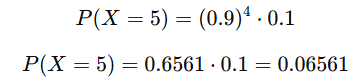 P(X = 5) = (0.9)⁴ · 0.1
P(X = 5) = 0.6561 · 0.1 = 0.06561